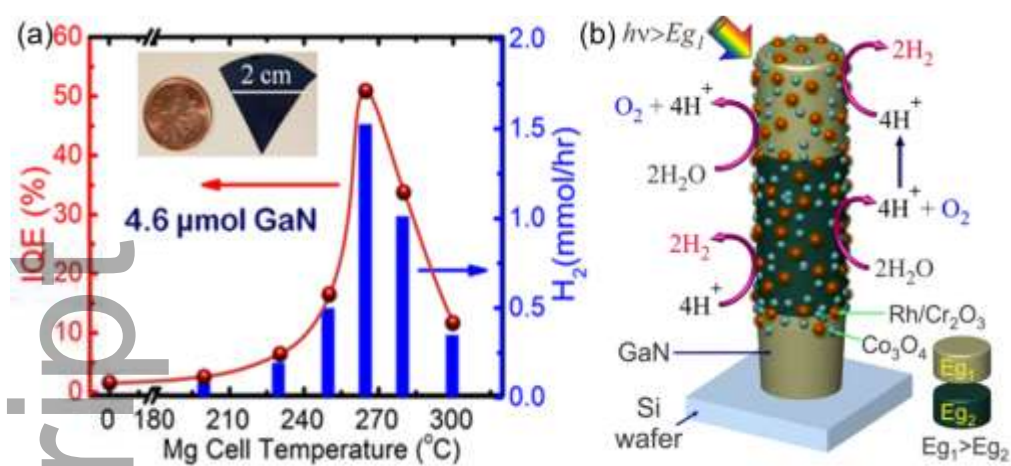 (a)
60
50
40
30
20
10
0
IQE (%)
2 cm
4.6 µmol GaN
2.0
1.5
1.0
0.5
0.0
H2(mmol/hr)
0 180 210 240 270 300
Mg Cell Temperature (°C)
ript
(b) hν>Eg1
2H2
O2 + 4H+
4H+
2H2O
4H+ + O2
2H2
2H2O
4H+
Rh/Cr2O3
GaN
Co3O4
Eg1
Si
wafer
Eg2
Eg1>Eg2